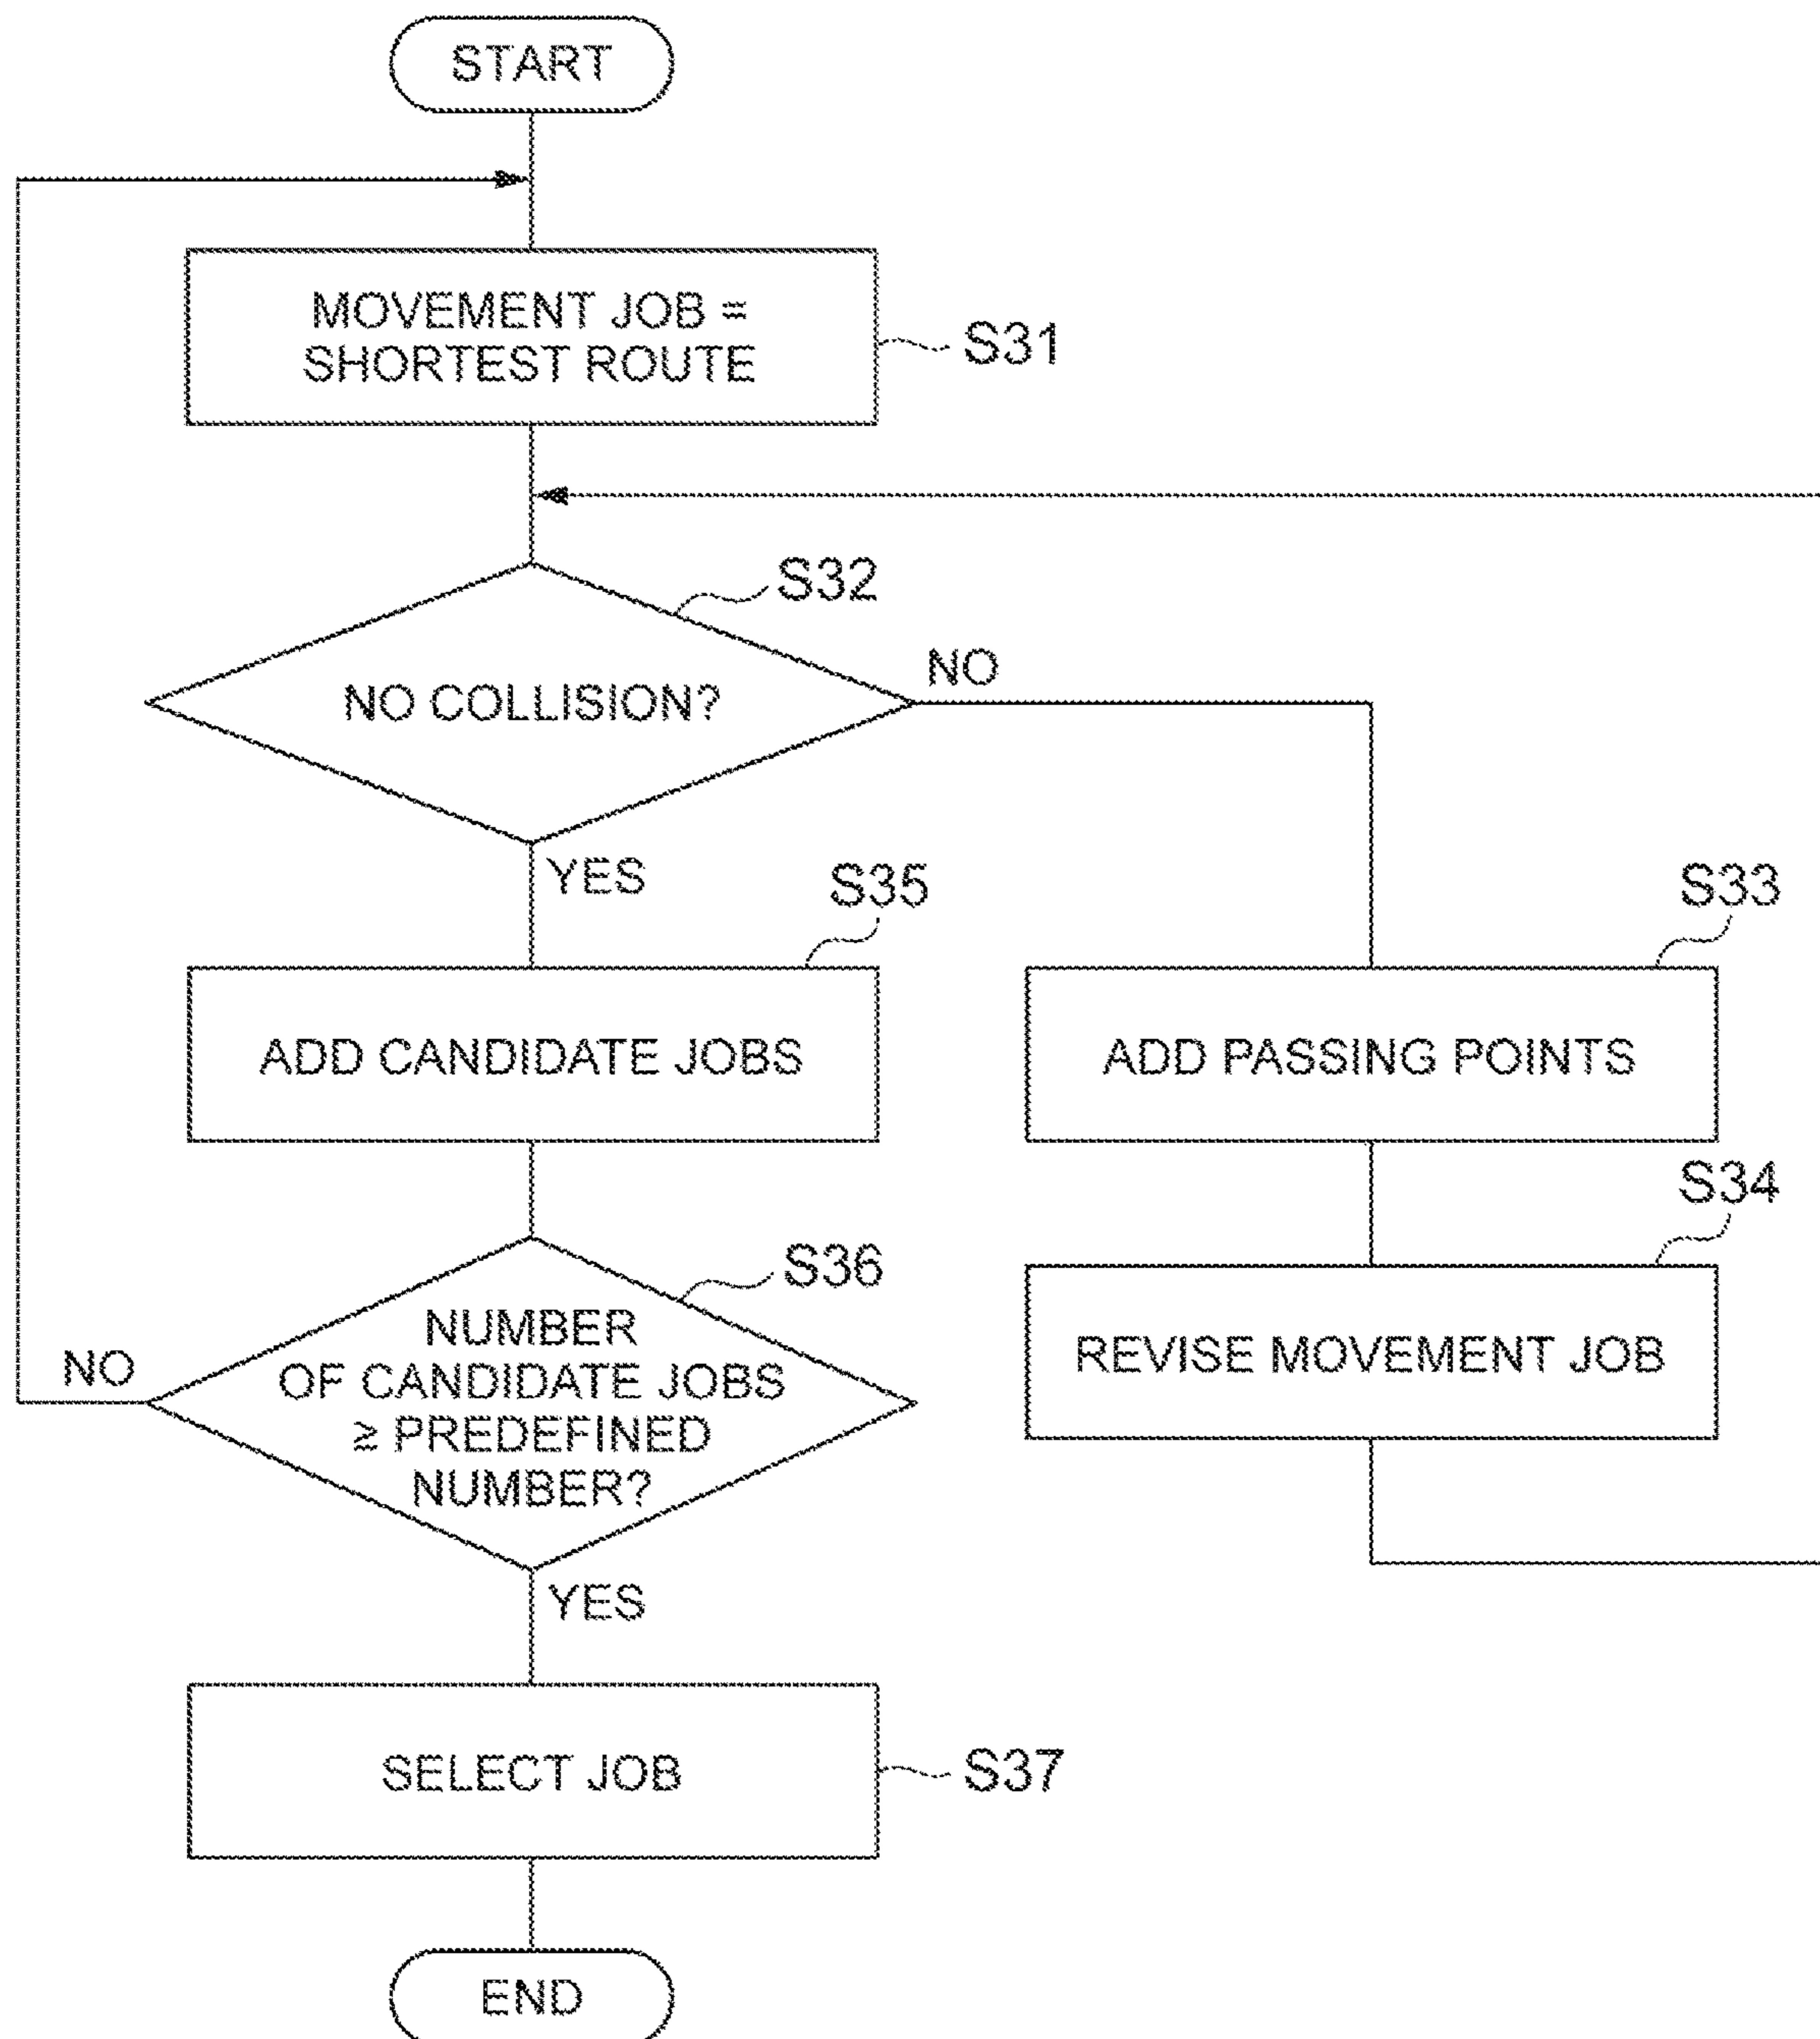 START
MOVEMENT JOB =
SHORTEST ROUTE
S31
S32
NO COLLISION?
NO
YES
S35
S33
ADD CANDIDATE JOBS
ADD PASSING POINTS
S34
REVISE MOVEMENT JOB
S36
NUMBER
OF CANDIDATE JOBS
≧ PREDEFINED
NUMBER?
NO
YES
SELECT JOB
S37
END